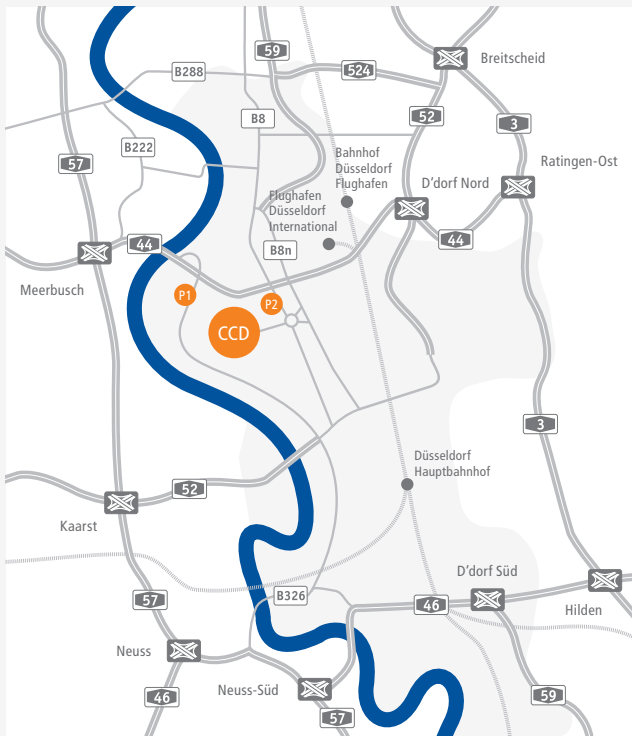 59
Breitscheid
B288
524
52
B8
3
B222
57
Bahnhof
Düsseldorf
Flughafen
Ratingen-Ost
D'dorf Nord
Flughafen
Düsseldorf
International
44
44
B8n
Meerbusch
P1
P2
CCD
3
Düsseldorf
Hauptbahnhof
52
Kaarst
D'dorf Süd
57
B326
46
Hilden
Neuss
Neuss-Süd
46
59
57